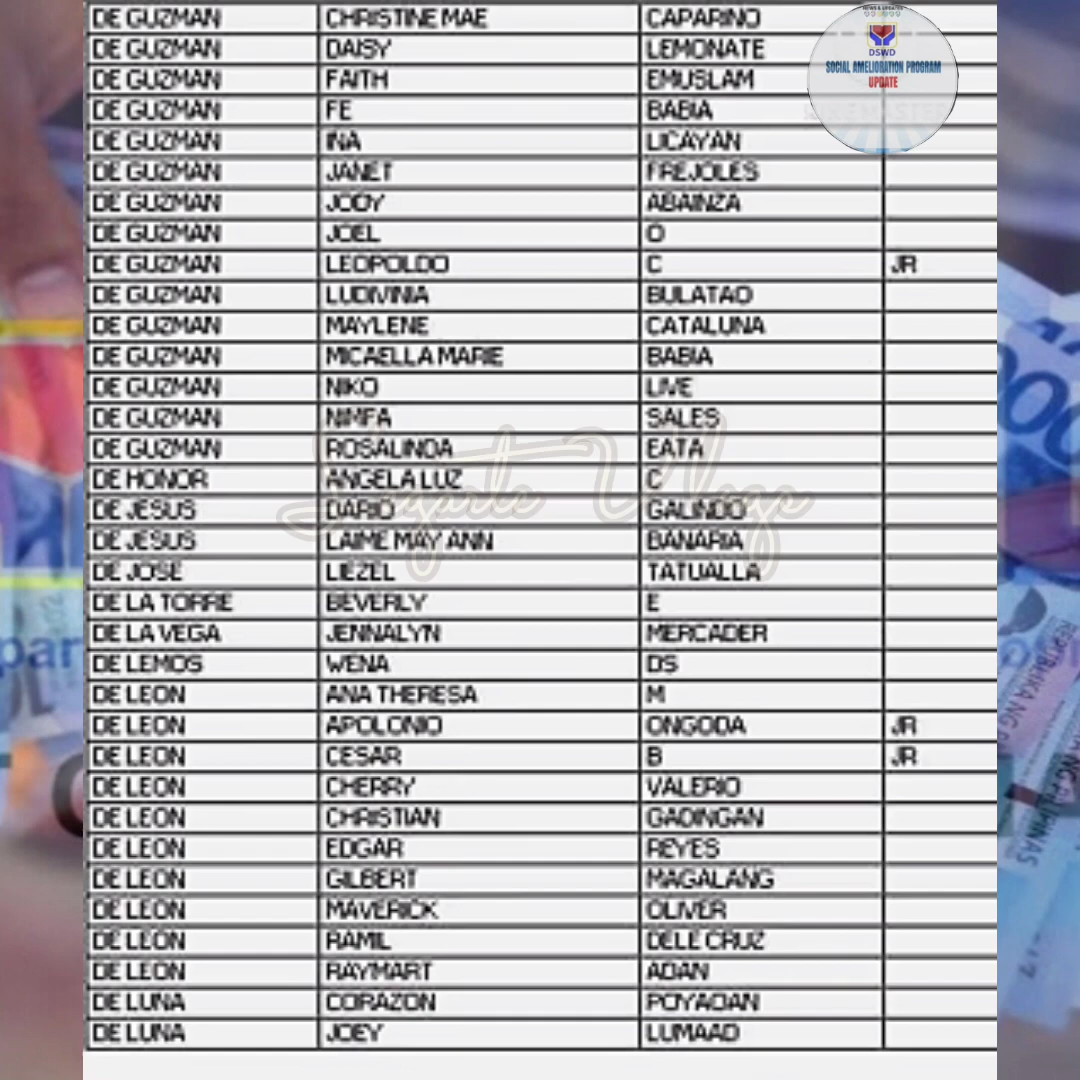 NEWS & UPDATES
DSWD
SOCIAL AMELIORATION PROGRAM
UPDATE
DE GUZMAN CHRISTINE MAE CAPARINO
DE GUZMAN DAISY LEMONATE
DE GUZMAN FAITH EMUSLAM
DE GUZMAN FE BABIA
DE GUZMAN INA LICAYAN
DE GUZMAN JANET FREJOLES
DE GUZMAN JODY ABAINZA
DE GUZMAN JOEL O
DE GUZMAN LEOPOLDO C JR
DE GUZMAN LUDIVINIA BULATAO
DE GUZMAN MAYLENE CATALUNA
DE GUZMAN MICAELLA MARIE BABIA
DE GUZMAN NIKO LIVE
DE GUZMAN NIMFA SALES
DE GUZMAN ROSALINDA EATA
DE HONOR ANGELA LUZ C
DE JESUS DARIO GALINDO
DE JESUS LAIME MAY ANN BANARIA
DE JOSE LIEZEL TATUALLA
DE LA TORRE BEVERLY E
DE LA VEGA JENNALYN MERCADER
DE LEMOS WENA DS
DE LEON ANA THERESA M
DE LEON APOLONIO ONGODA JR
DE LEON CESAR B JR
DE LEON CHERRY VALERIO
DE LEON CHRISTIAN GADINGAN
DE LEON EDGAR REYES
DE LEON GILBERT MAGALANG
DE LEON MAVERICK OLIVER
DE LEON RAMIL DELE CRUZ
DE LEON RAYMART ADAN
DE LUNA CORAZON POYAOAN
DE LUNA JOEY LUMAAD